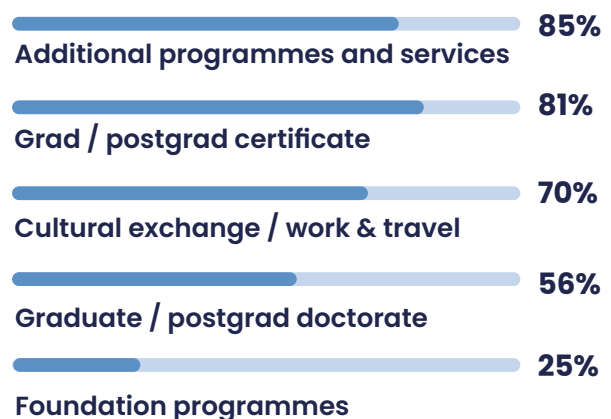 85%
Additional programmes and services
81%
Grad / postgrad certificate
70%
Cultural exchange / work & travel
56%
Graduate / postgrad doctorate
25%
Foundation programmes